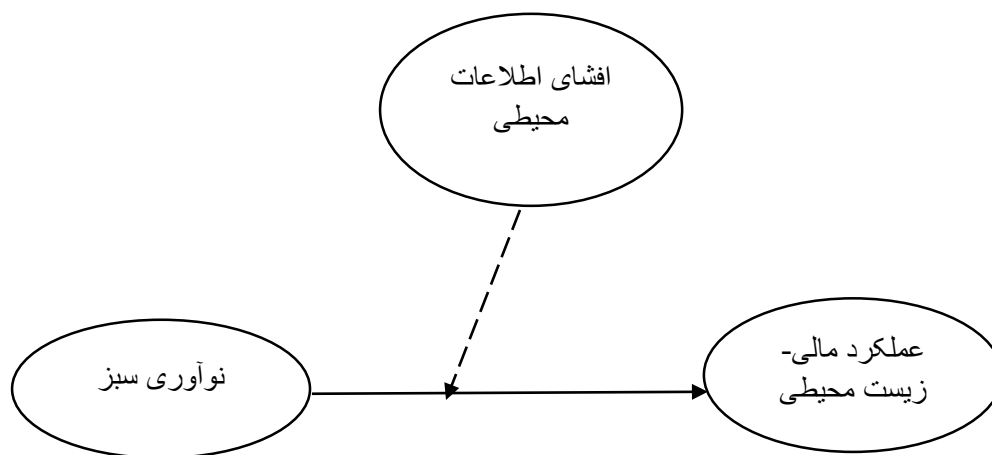 افشای اطلاعات
محیطی
عملکرد مالی-
زیست محیطی
نوآوری سبز